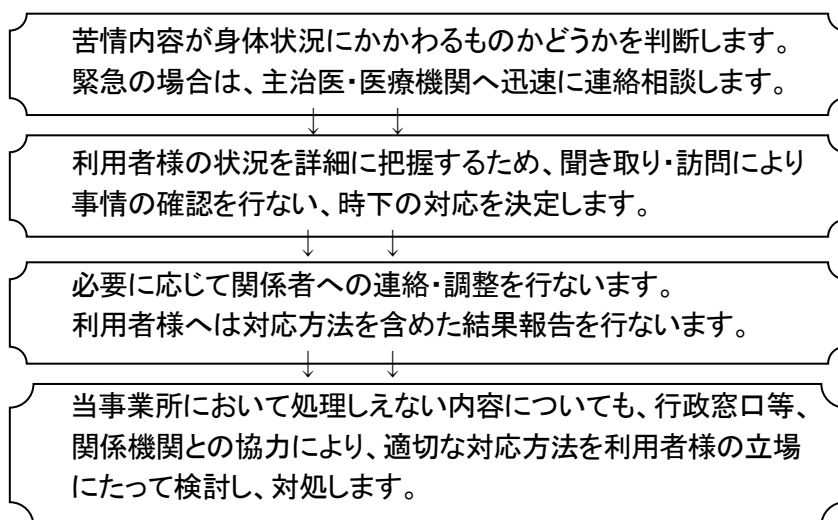 苦情内容が身体状況にかかわるものかどうかを判断します。
緊急の場合は、主治医・医療機関へ迅速に連絡相談します。
↓ ↓
利用者様の状況を詳細に把握するため、聞き取り・訪問により
事情の確認を行ない、時下の対応を決定します。
↓ ↓
必要に応じて関係者への連絡・調整を行ないます。
利用者様へは対応方法を含めた結果報告を行ないます。
↓ ↓
当事業所において処理しえない内容についても、行政窓口等、
関係機関との協力により、適切な対応方法を利用者様の立場
にたって検討し、対処します。